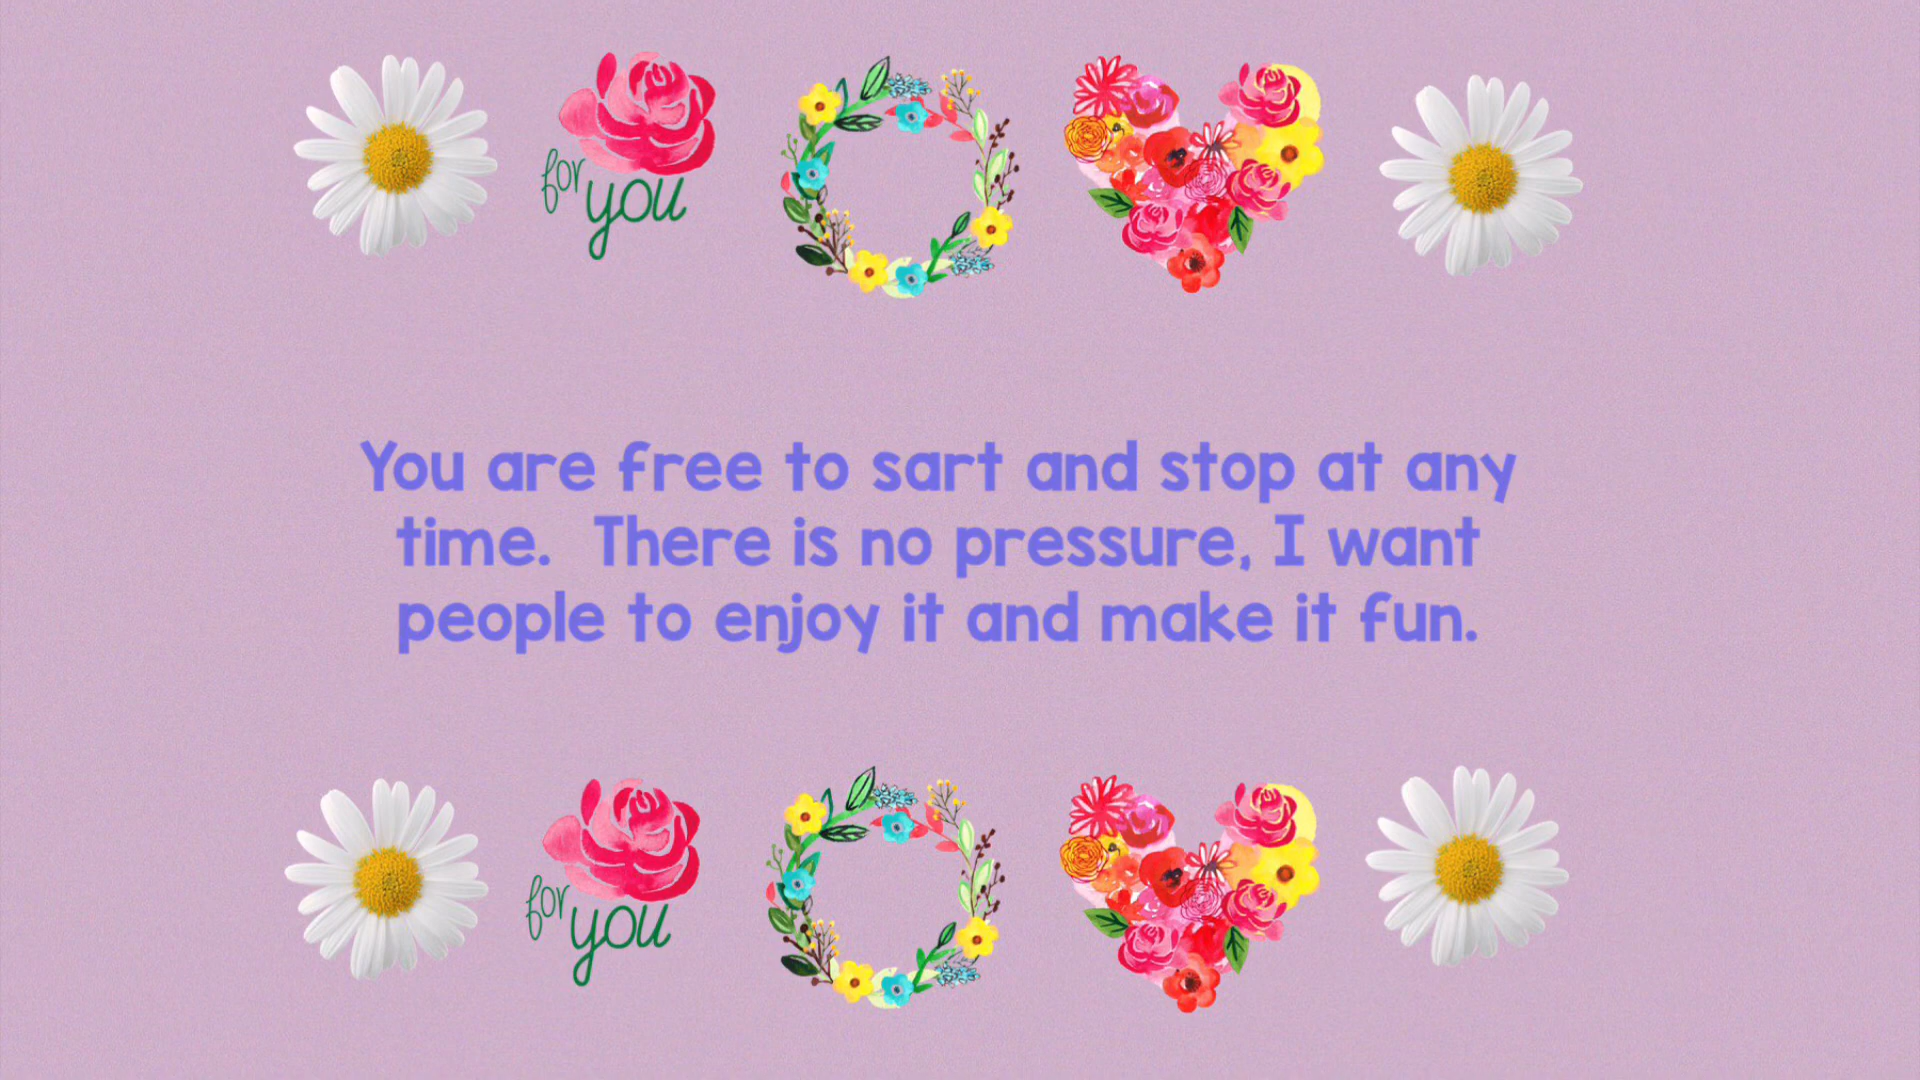 for
you
You are free to sart and stop at any
time.  There is no pressure, I want
people to enjoy it and make it fun.
for
you